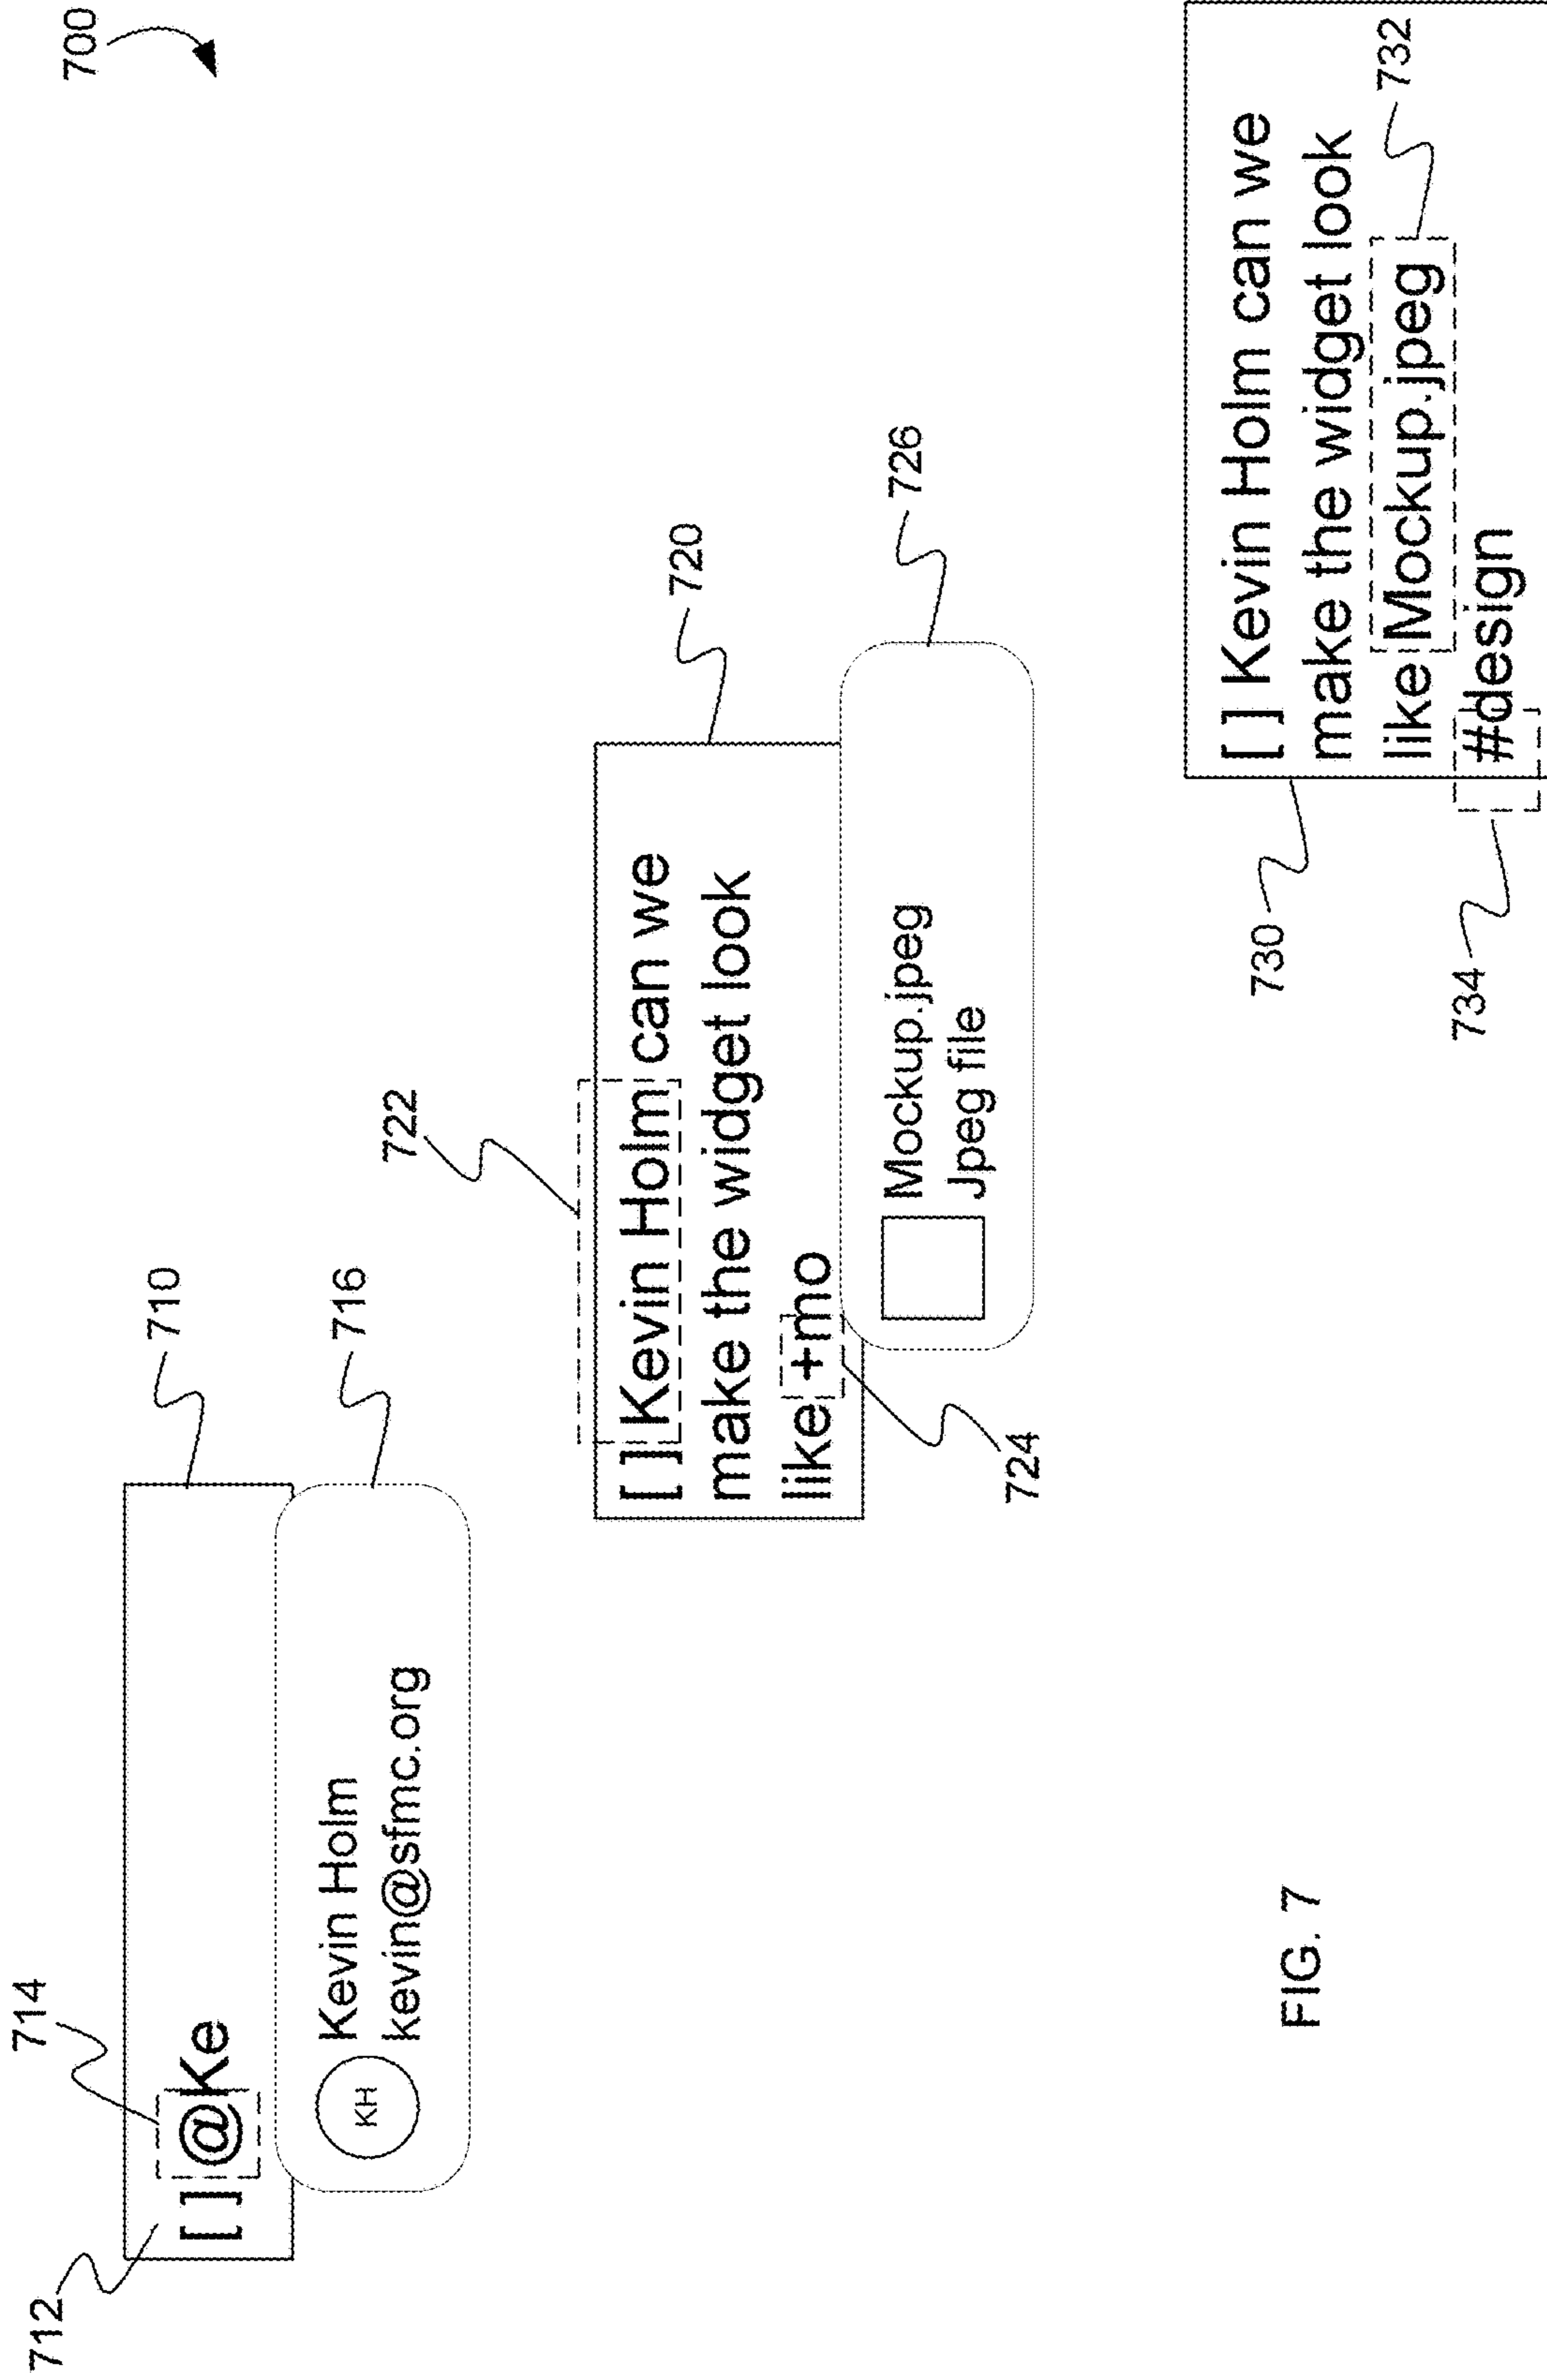 700
714
712
[ ] @Ke
710
Kevin Holm
kevin@sfmc.org
KH
716
722
720
[ ] Kevin Holm can we
make the widget look
like +mo
724
Mockup.jpeg
Jpeg file
726
730
[ ] Kevin Holm can we
make the widget look
like Mockup.jpeg
#design
732
734
FIG. 7